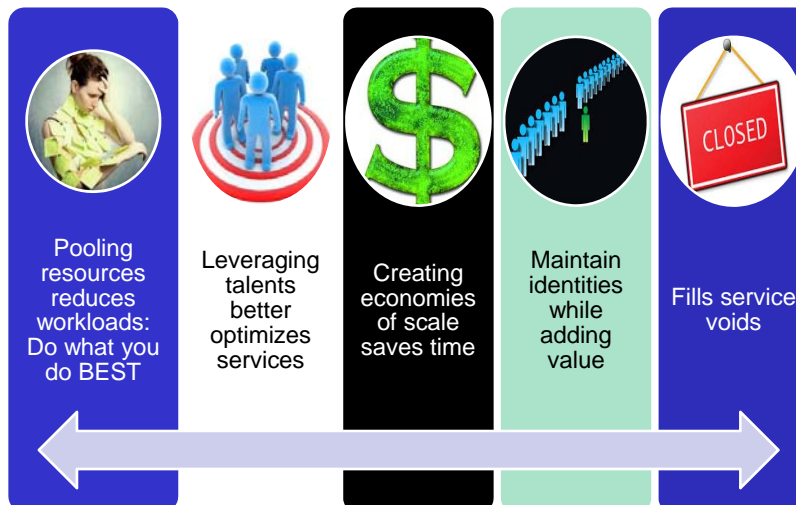 Pooling
resources
reduces
workloads:
Do what you
do BEST
Leveraging
talents
better
optimizes
services
Creating
economies
of scale
saves time
Maintain
identities
while
adding
value
CLOSED
Fills service
voids